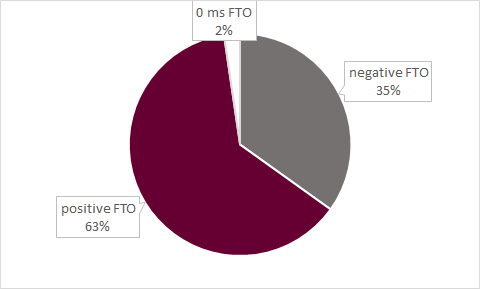 0 ms FTO
2%
negative FTO
35%
positive FTO
63%